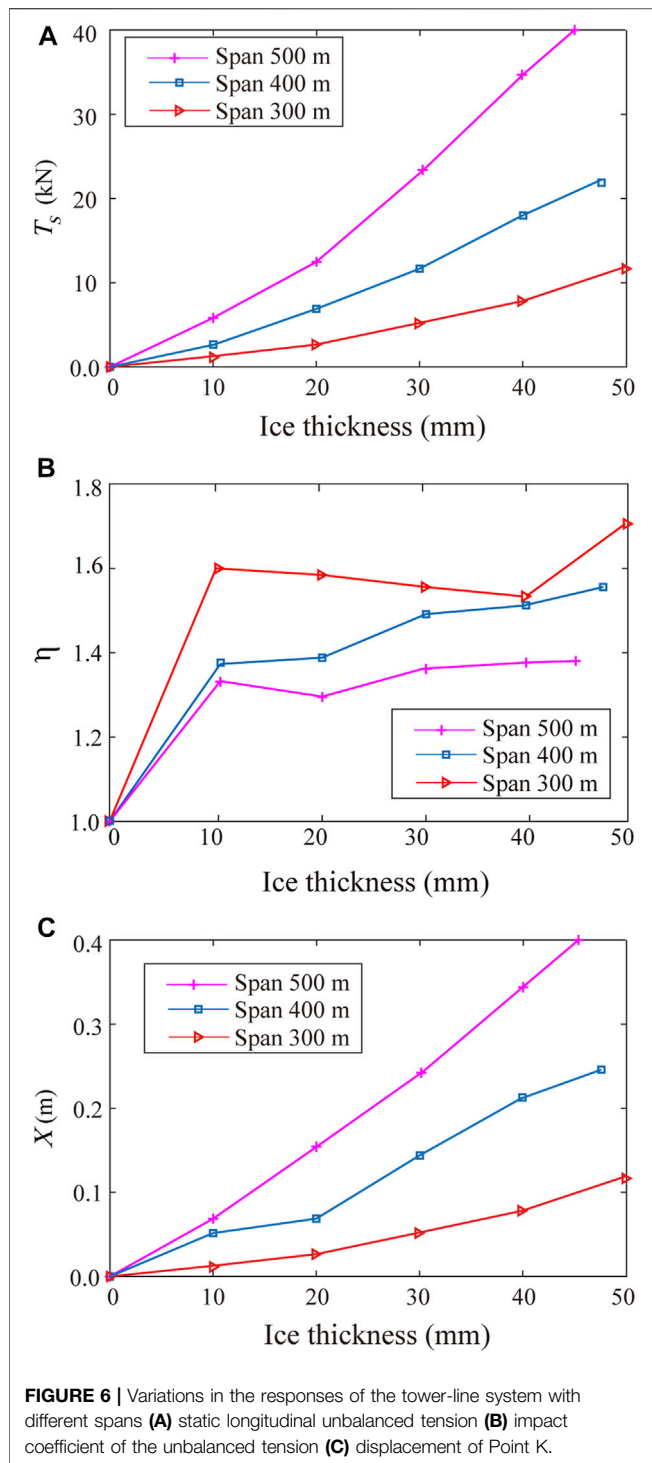 A
40
30
20
10
0.0
T_s (kN)
Span 500 m
Span 400 m
Span 300 m
0 10 20 30 40 50
Ice thickness (mm)
B
1.8
1.6
1.4
1.2
1.0
η
Span 500 m
Span 400 m
Span 300 m
0 10 20 30 40 50
Ice thickness (mm)
C
0.4
0.3
0.2
0.1
0.0
X (m)
Span 500 m
Span 400 m
Span 300 m
0 10 20 30 40 50
Ice thickness (mm)
FIGURE 6 | Variations in the responses of the tower-line system with
different spans (A) static longitudinal unbalanced tension (B) impact
coefficient of the unbalanced tension (C) displacement of Point K.